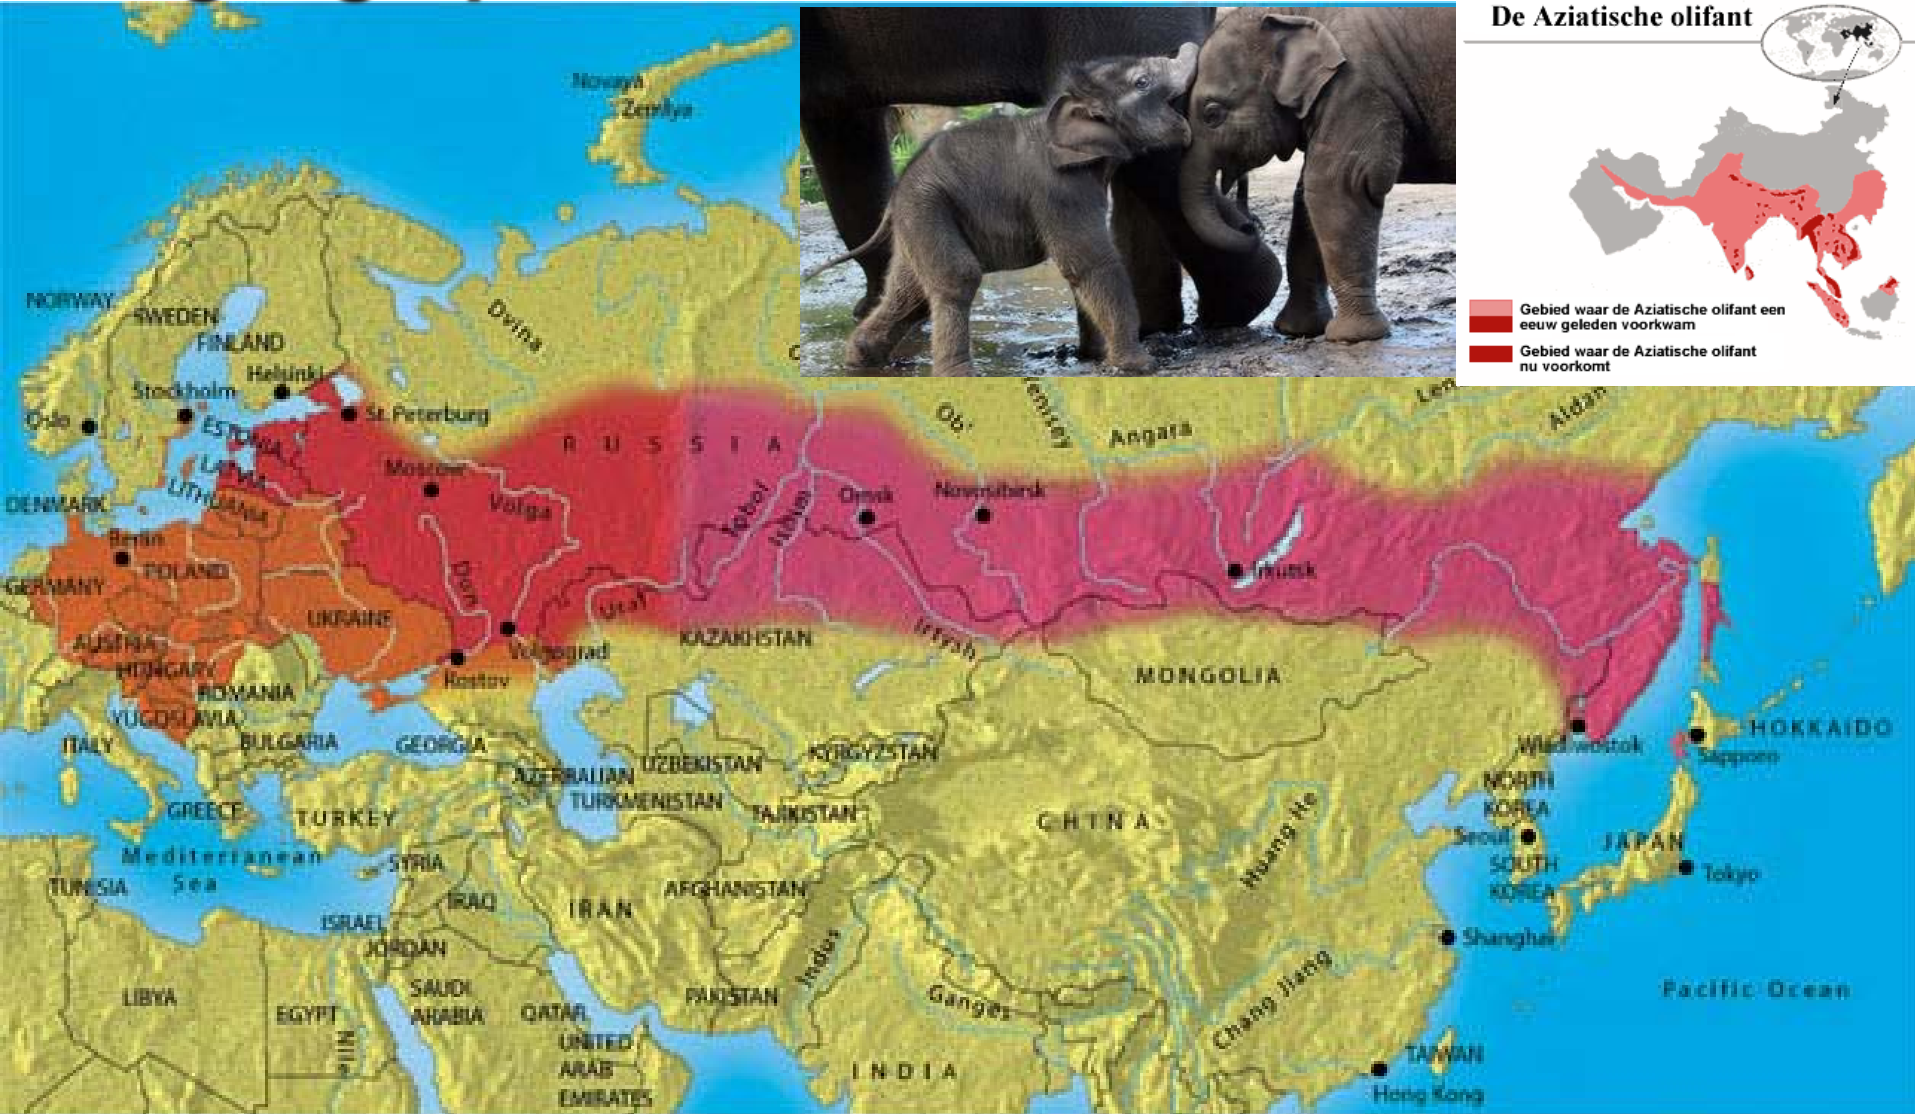 De Aziatische olifant
Gebied waar de Aziatische olifant een
eeuw geleden voorkwam
Gebied waar de Aziatische olifant
nu voorkomt
Novaya
Zemlya
NORWAY
SWEDEN
FINLAND
Dvina
Helsinki
Stockholm
Oslo
St. Peterburg
ESTONIA
LATVIA
LITHUANIA
DENMARK
RUSSIA
Ob'
Yenisey
Angara
Aldan
Moscow
Volga
Tobol
Ishym
Omsk
Novosibirsk
Berlin
POLAND
GERMANY
Don
Ural
Irkutsk
UKRAINE
AUSTRIA
HUNGARY
Volgograd
KAZAKHSTAN
Irtyah
MONGOLIA
Rostov
ROMANIA
YUGOSLAVIA
ITALY
BULGARIA
GEORGIA
HOKKAIDO
Wladiwostok
Sapporo
AZERBAIJAN
UZBEKISTAN
KYRGYZSTAN
TURKMENISTAN
TAJIKISTAN
NORTH
KOREA
GREECE
TURKEY
CHINA
Huang He
Seoul
JAPAN
Mediterranean
Sea
SYRIA
SOUTH
KOREA
Tokyo
TUNISIA
IRAQ
IRAN
AFGHANISTAN
ISRAEL
JORDAN
Indus
Shanghai
LIBYA
EGYPT
Nile
SAUDI
ARABIA
QATAR
PAKISTAN
Ganges
Chang Jiang
Pacific Ocean
UNITED
ARAB
EMIRATES
INDIA
TAIWAN
Hong Kong